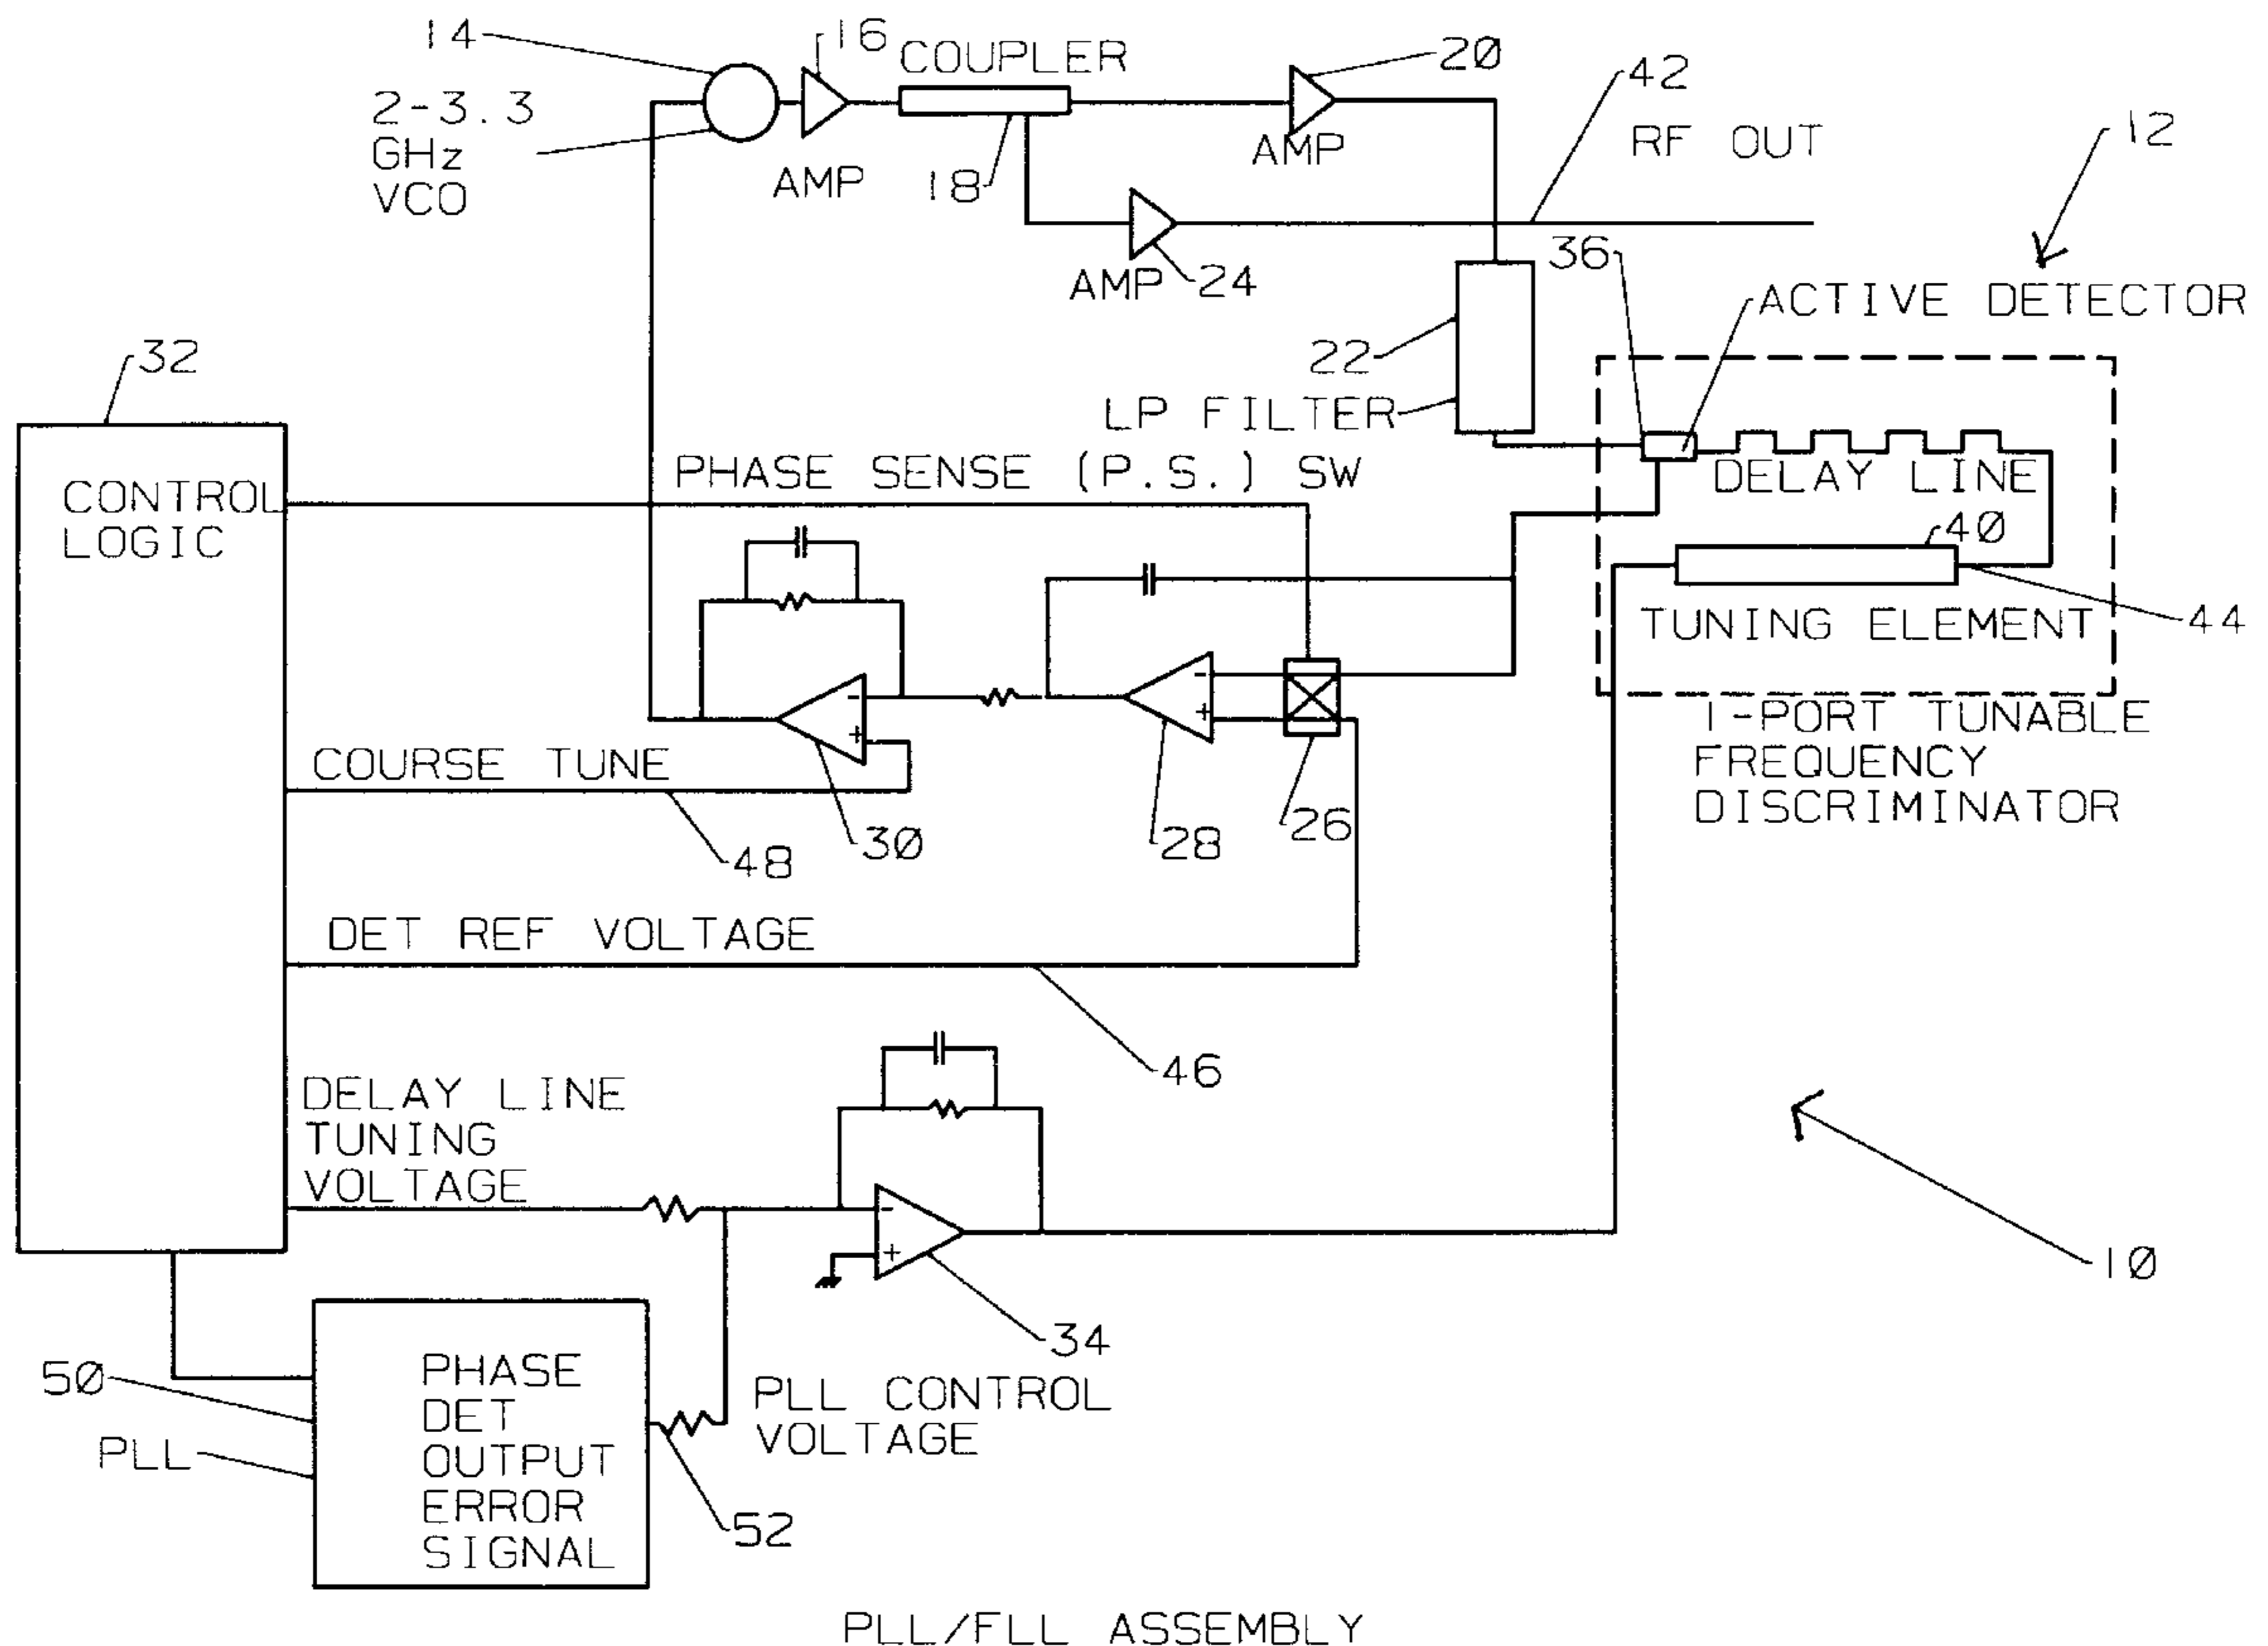 14
16
COUPLER
20
42
2-3.3
GHz
VCO
AMP
18
AMP
RF OUT
12
AMP
24
36
ACTIVE DETECTOR
32
22
LP FILTER
CONTROL
LOGIC
PHASE SENSE (P.S.) SW
DELAY LINE
40
TUNING ELEMENT
44
-
+
-
+
1-PORT TUNABLE
FREQUENCY
DISCRIMINATOR
COURSE TUNE
30
28
26
48
DET REF VOLTAGE
46
DELAY LINE
TUNING
VOLTAGE
-
+
34
10
50
PLL
PHASE
DET
OUTPUT
ERROR
SIGNAL
PLL CONTROL
VOLTAGE
52
PLL/FLL ASSEMBLY